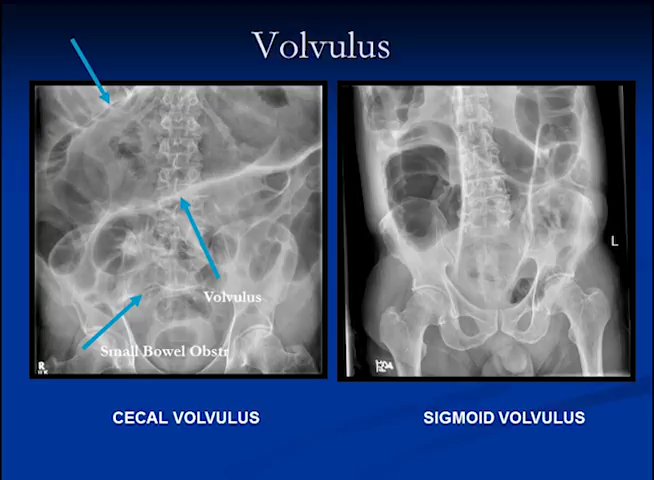 Volvulus
Volvulus
Small Bowel Obstr
R
L
CECAL VOLVULUS
SIGMOID VOLVULUS